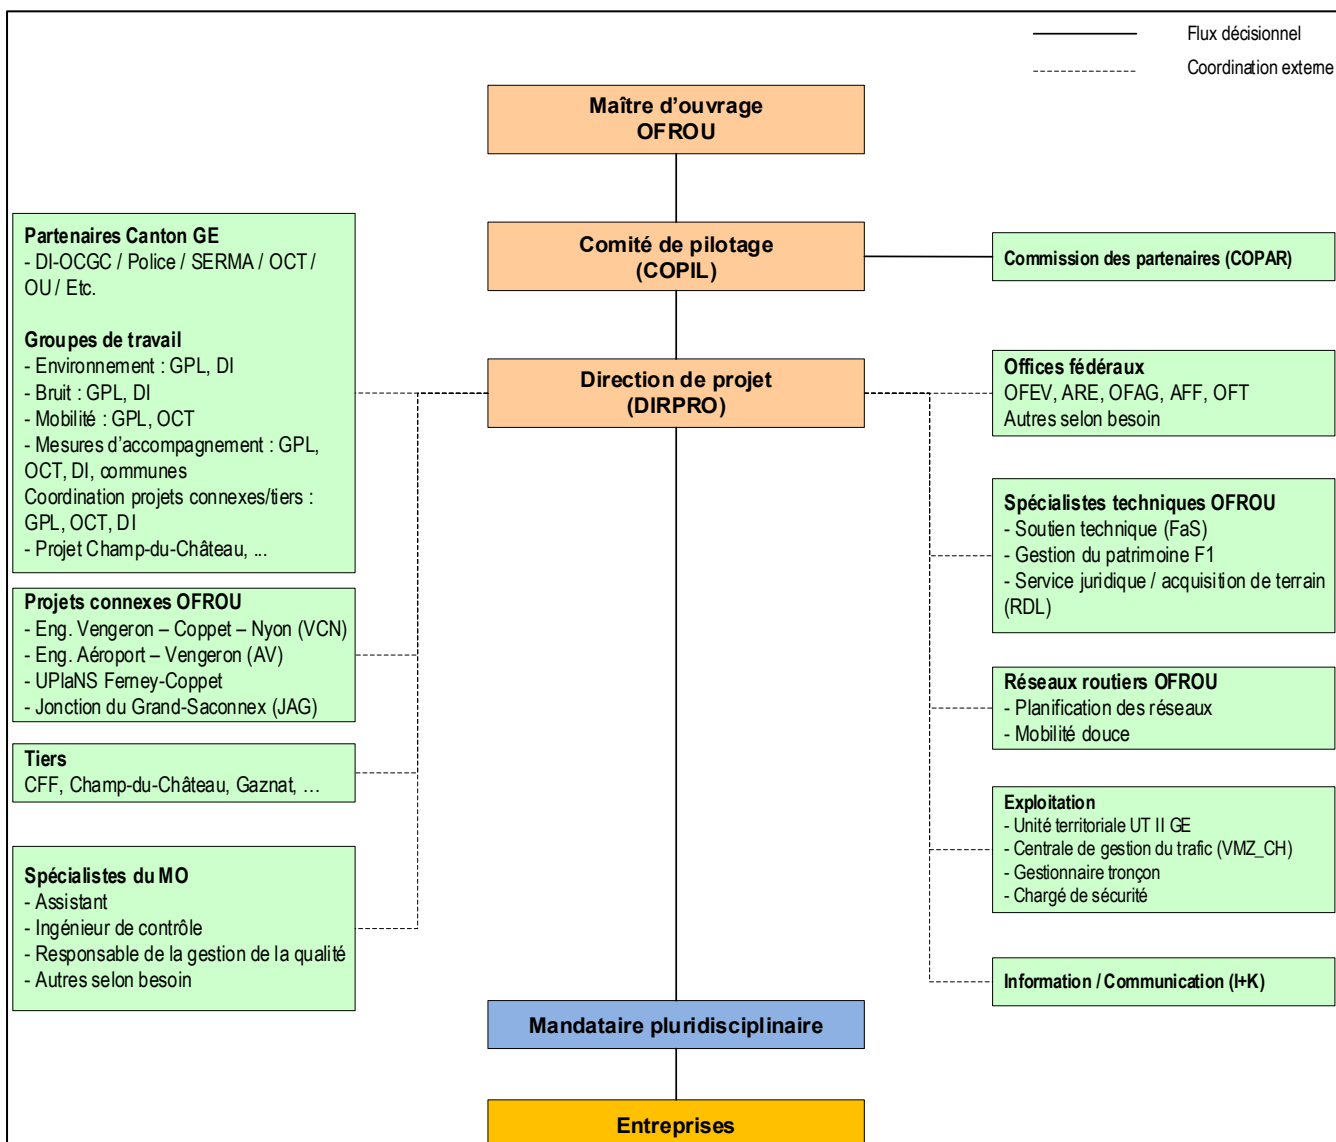 Flux décisionnel
Coordination externe
Maître d'ouvrage
OFROU
Comité de pilotage
(COPIL)
Commission des partenaires (COPAR)
Direction de projet
(DIRPRO)
Partenaires Canton GE
- DI-OCGC / Police / SERMA / OCT /
OU / Etc.
Groupes de travail
- Environnement : GPL, DI
- Bruit : GPL, DI
- Mobilité : GPL, OCT
- Mesures d'accompagnement : GPL,
OCT, DI, communes
Coordination projets connexes/tiers :
GPL, OCT, DI
- Projet Champ-du-Château, ...
Projets connexes OFROU
- Eng. Vengeron – Coppet – Nyon (VCN)
- Eng. Aéroport – Vengeron (AV)
- UPlaNS Ferney-Coppet
- Jonction du Grand-Saconnex (JAG)
Tiers
CFF, Champ-du-Château, Gaznat, …
Spécialistes du MO
- Assistant
- Ingénieur de contrôle
- Responsable de la gestion de la qualité
- Autres selon besoin
Offices fédéraux
OFEV, ARE, OFAG, AFF, OFT
Autres selon besoin
Spécialistes techniques OFROU
- Soutien technique (FaS)
- Gestion du patrimoine F1
- Service juridique / acquisition de terrain
(RDL)
Réseaux routiers OFROU
- Planification des réseaux
- Mobilité douce
Exploitation
- Unité territoriale UT II GE
- Centrale de gestion du trafic (VMZ_CH)
- Gestionnaire tronçon
- Chargé de sécurité
Information / Communication (I+K)
Mandataire pluridisciplinaire
Entreprises